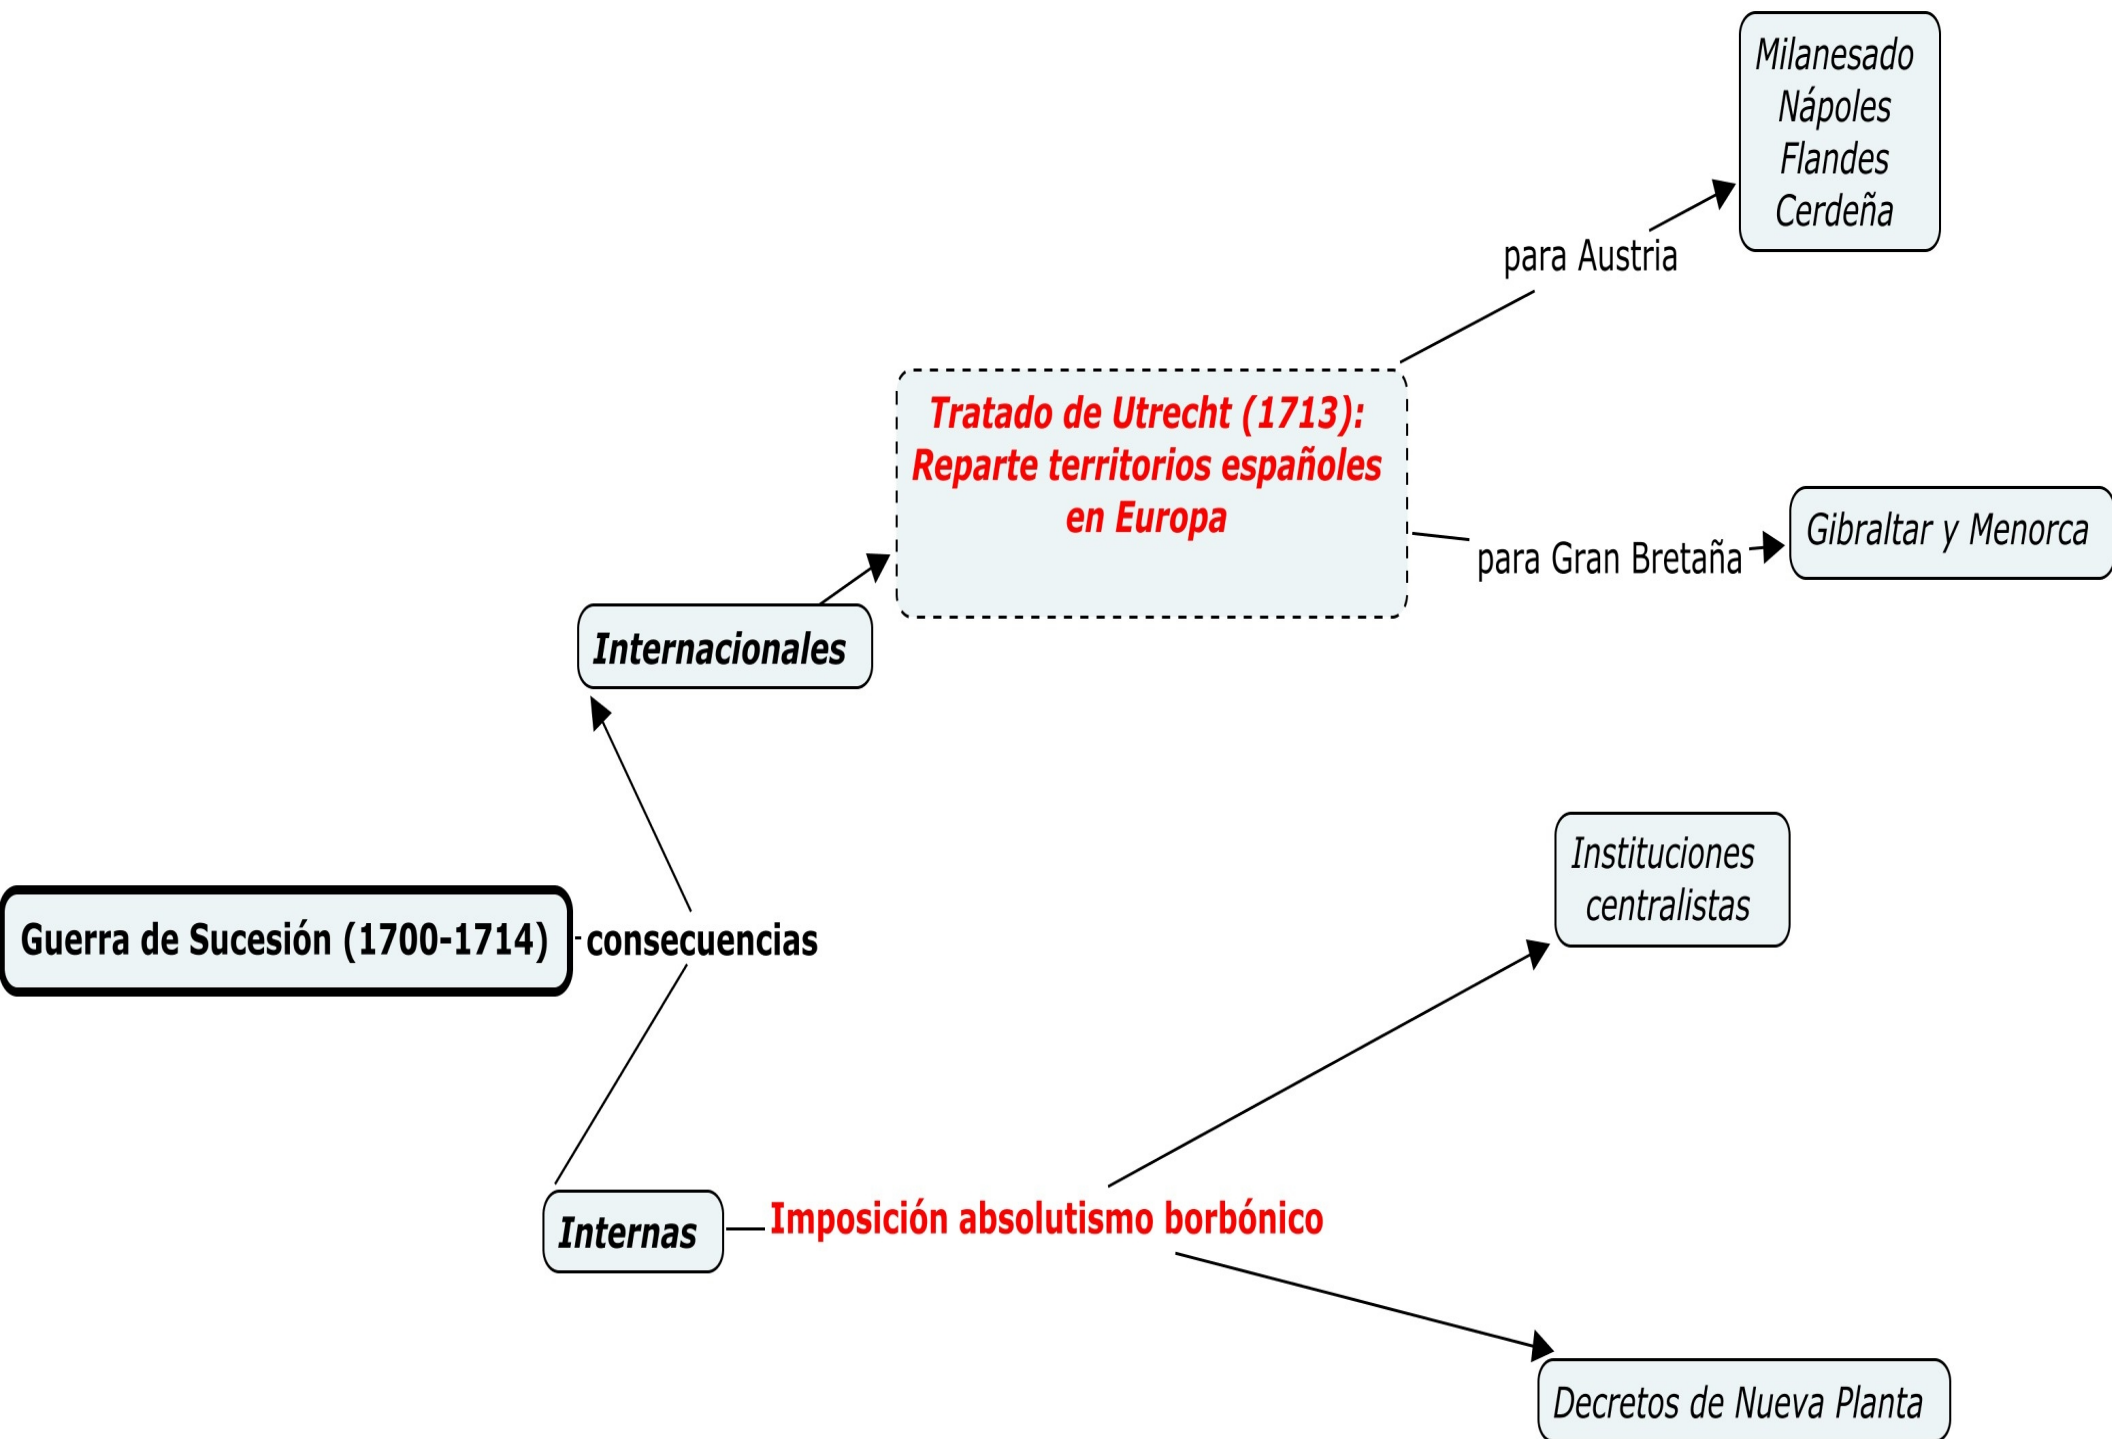 Milanesado
Nápoles
Flandes
Cerdeña
para Austria
Tratado de Utrecht (1713):
Reparte territorios españoles
en Europa
para Gran Bretaña
Gibraltar y Menorca
Internacionales
Instituciones
centralistas
Guerra de Sucesión (1700-1714)
consecuencias
Internas
Imposición absolutismo borbónico
Decretos de Nueva Planta